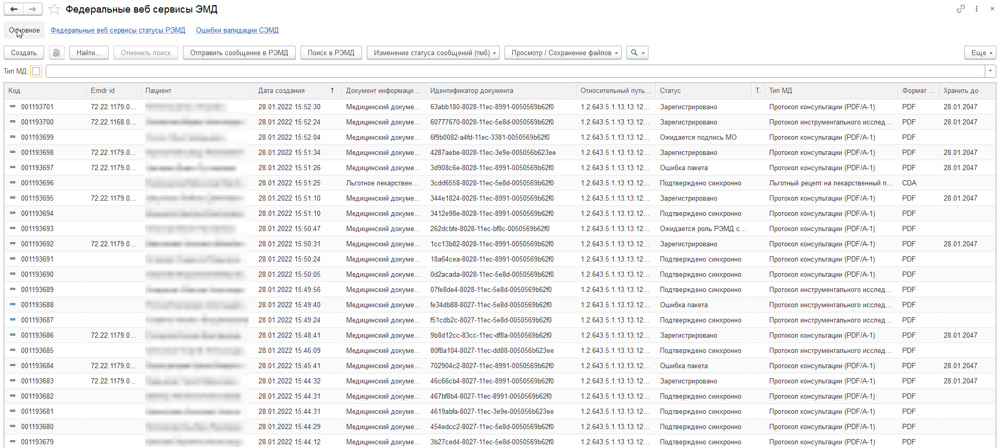 Федеральные веб сервисы ЭМД
Основное Федеральные веб сервисы статусы РЭМД Ошибки валидации СЭМД
Создать Найти... Отменить поиск Отправить сообщение в РЭМД Поиск в РЭМД Изменение статуса сообщений (тмб) Просмотр / Сохранение файлов Еще
Тип МД:
Код Emdr id Пациент Дата создания ↑ Документ информаци... Идентификатор документа Относительный путь... Статус Т. Тип МД Формат ... Хранить до
001193701 72.22.1179.0... 28.01.2022 15:52:30 Медицинский докуме... 63abb180-8028-11ec-8991-0050569b62f0 1.2.643.5.1.13.13.12... Зарегистрировано Протокол консультации (PDF/A-1) PDF 28.01.2047
001193700 72.22.1168.0... 28.01.2022 15:52:24 Медицинский докуме... 60777670-8028-11ec-5e8d-0050569b62f0 1.2.643.5.1.13.13.12... Зарегистрировано Протокол инструментального исслед... PDF 28.01.2047
001193699 28.01.2022 15:52:04 Медицинский докуме... 6f9b0082-a4fd-11ec-3381-0050569b62f0 1.2.643.5.1.13.13.12... Ожидается подпись МО Протокол консультации (PDF/A-1) PDF
001193698 72.22.1179.0... 28.01.2022 15:51:34 Медицинский докуме... 4287aebe-8028-11ec-3e9e-005056b623ee 1.2.643.5.1.13.13.12... Зарегистрировано Протокол консультации (PDF/A-1) PDF 28.01.2047
001193697 72.22.1179.0... 28.01.2022 15:51:26 Медицинский докуме... 3d908c6e-8028-11ec-8991-0050569b62f0 1.2.643.5.1.13.13.12... Ошибка пакета Протокол консультации (PDF/A-1) PDF 28.01.2047
001193696 28.01.2022 15:51:25 Льготное лекарствен... 3cdd6558-8028-11ec-5e8d-0050569b62f0 1.2.643.5.1.13.13.12... Подтверждено синхронно Льготный рецепт на лекарственный п... CDA
001193695 72.22.1179.0... 28.01.2022 15:51:10 Медицинский докуме... 344e1824-8028-11ec-8991-0050569b62f0 1.2.643.5.1.13.13.12... Зарегистрировано Протокол консультации (PDF/A-1) PDF 28.01.2047
001193694 28.01.2022 15:51:10 Медицинский докуме... 3412e98e-8028-11ec-8991-0050569b62f0 1.2.643.5.1.13.13.12... Подтверждено синхронно Протокол консультации (PDF/A-1) PDF
001193693 28.01.2022 15:50:47 Медицинский докуме... 262dcbfe-8028-11ec-bf8c-0050569b62f0 1.2.643.5.1.13.13.12... Ожидается роль РЭМД с... Протокол консультации (PDF/A-1) PDF
001193692 72.22.1179.0... 28.01.2022 15:50:31 Медицинский докуме... 1cc13b82-8028-11ec-8991-0050569b62f0 1.2.643.5.1.13.13.12... Зарегистрировано Протокол консультации (PDF/A-1) PDF 28.01.2047
001193691 28.01.2022 15:50:24 Медицинский докуме... 18a64cea-8028-11ec-8991-0050569b62f0 1.2.643.5.1.13.13.12... Подтверждено синхронно Протокол консультации (PDF/A-1) PDF
001193690 28.01.2022 15:50:05 Медицинский докуме... 0d2acada-8028-11ec-5e8d-0050569b62f0 1.2.643.5.1.13.13.12... Подтверждено синхронно Протокол консультации (PDF/A-1) PDF
001193689 28.01.2022 15:49:56 Медицинский докуме... 07fe8de4-8028-11ec-5e8d-0050569b62f0 1.2.643.5.1.13.13.12... Подтверждено синхронно Протокол инструментального исслед... PDF
001193688 28.01.2022 15:49:40 Медицинский докуме... fe34db88-8027-11ec-5e8d-0050569b62f0 1.2.643.5.1.13.13.12... Ошибка пакета Протокол инструментального исслед... PDF
001193687 28.01.2022 15:49:24 Медицинский докуме... f51cdb2c-8027-11ec-5e8d-0050569b62f0 1.2.643.5.1.13.13.12... Подтверждено синхронно Протокол инструментального исслед... PDF
001193686 72.22.1179.0... 28.01.2022 15:48:41 Медицинский докуме... 9b8d12cc-83cc-11ec-df8a-0050569b62f0 1.2.643.5.1.13.13.12... Зарегистрировано Протокол консультации (PDF/A-1) PDF 28.01.2047
001193685 28.01.2022 15:46:09 Медицинский докуме... 80f8a104-8027-11ec-dd88-005056b623ee 1.2.643.5.1.13.13.12... Подтверждено синхронно Протокол инструментального исслед... PDF
001193684 72.22.1179.0... 28.01.2022 15:45:41 Медицинский докуме... 702904c2-8027-11ec-8991-0050569b62f0 1.2.643.5.1.13.13.12... Ошибка пакета Протокол консультации (PDF/A-1) PDF 28.01.2047
001193683 72.22.1179.0... 28.01.2022 15:44:32 Медицинский докуме... 46c66cb4-8027-11ec-8991-0050569b62f0 1.2.643.5.1.13.13.12... Зарегистрировано Протокол консультации (PDF/A-1) PDF 28.01.2047
001193682 28.01.2022 15:44:31 Медицинский докуме... 467bf8b4-8027-11ec-8991-0050569b62f0 1.2.643.5.1.13.13.12... Подтверждено синхронно Протокол консультации (PDF/A-1) PDF
001193681 28.01.2022 15:44:31 Медицинский докуме... 4619abfa-8027-11ec-3e9e-005056b623ee 1.2.643.5.1.13.13.12... Подтверждено синхронно Протокол консультации (PDF/A-1) PDF
001193680 28.01.2022 15:44:29 Медицинский докуме... 454edcc2-8027-11ec-5e8d-0050569b62f0 1.2.643.5.1.13.13.12... Подтверждено синхронно Протокол консультации (PDF/A-1) PDF
001193679 28.01.2022 15:44:12 Медицинский докуме... 3b27ced4-8027-11ec-5e8d-0050569b62f0 1.2.643.5.1.13.13.12... Подтверждено синхронно Протокол консультации (PDF/A-1) PDF